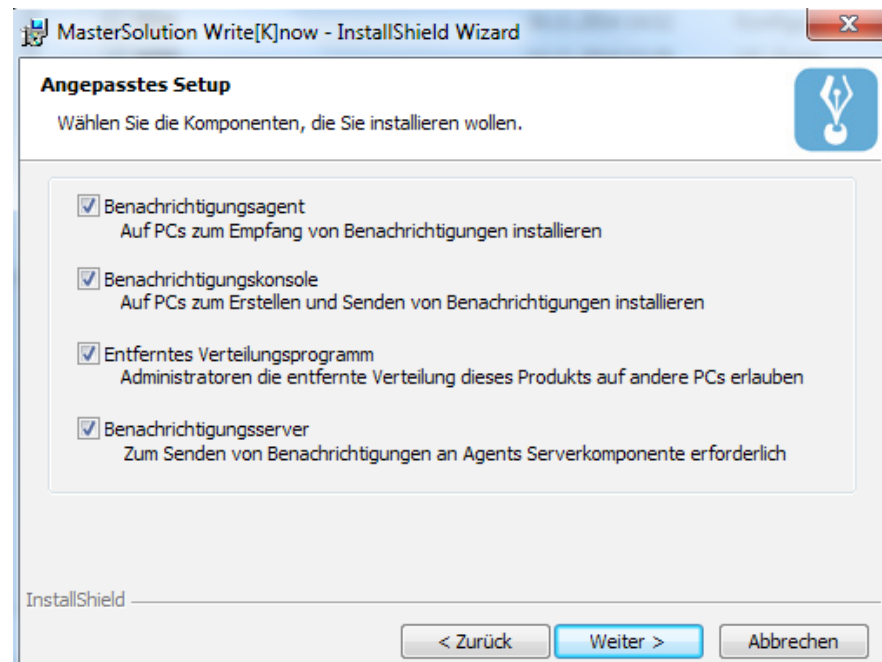 MasterSolution Write[K]now - InstallShield Wizard
Angepasstes Setup
Wählen Sie die Komponenten, die Sie installieren wollen.
Benachrichtigungsagent
Auf PCs zum Empfang von Benachrichtigungen installieren
Benachrichtigungskonsole
Auf PCs zum Erstellen und Senden von Benachrichtigungen installieren
Entferntes Verteilungsprogramm
Administratoren die entfernte Verteilung dieses Produkts auf andere PCs erlauben
Benachrichtigungsserver
Zum Senden von Benachrichtigungen an Agents Serverkomponente erforderlich
InstallShield
< Zurück
Weiter >
Abbrechen